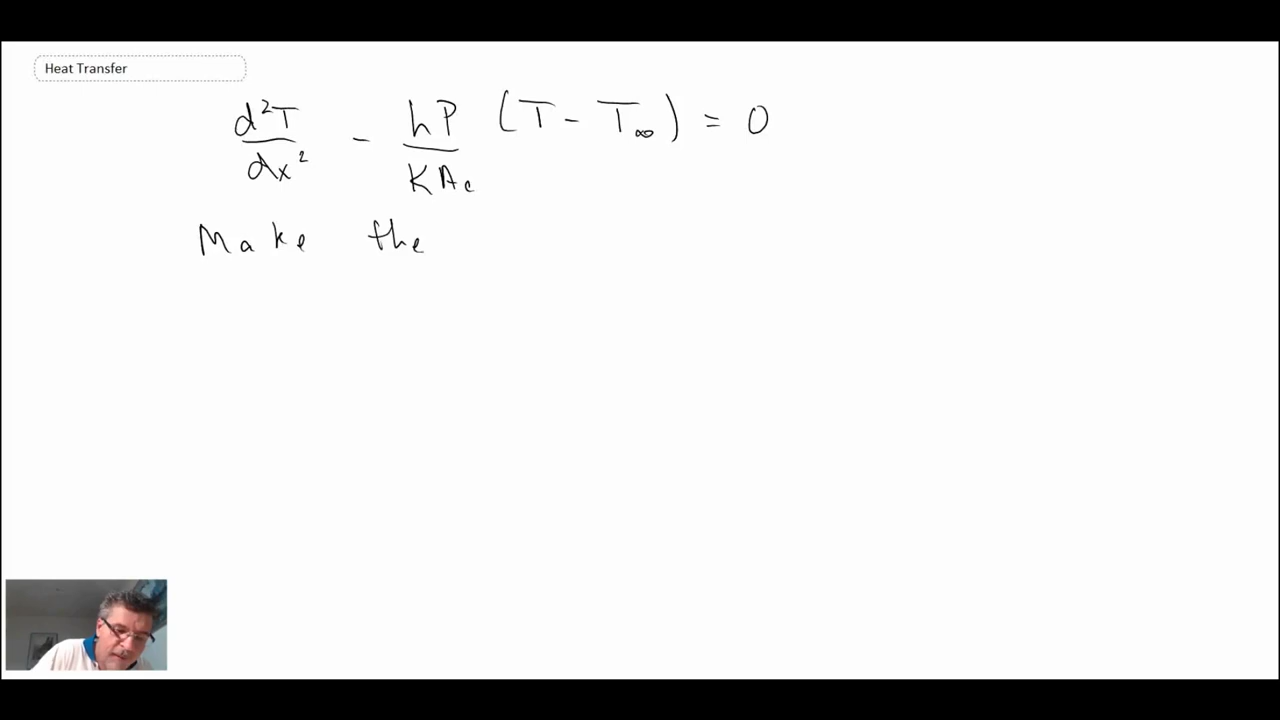 Heat Transfer
d²T/dx² - hP/KAc (T - T∞) = 0
Make the